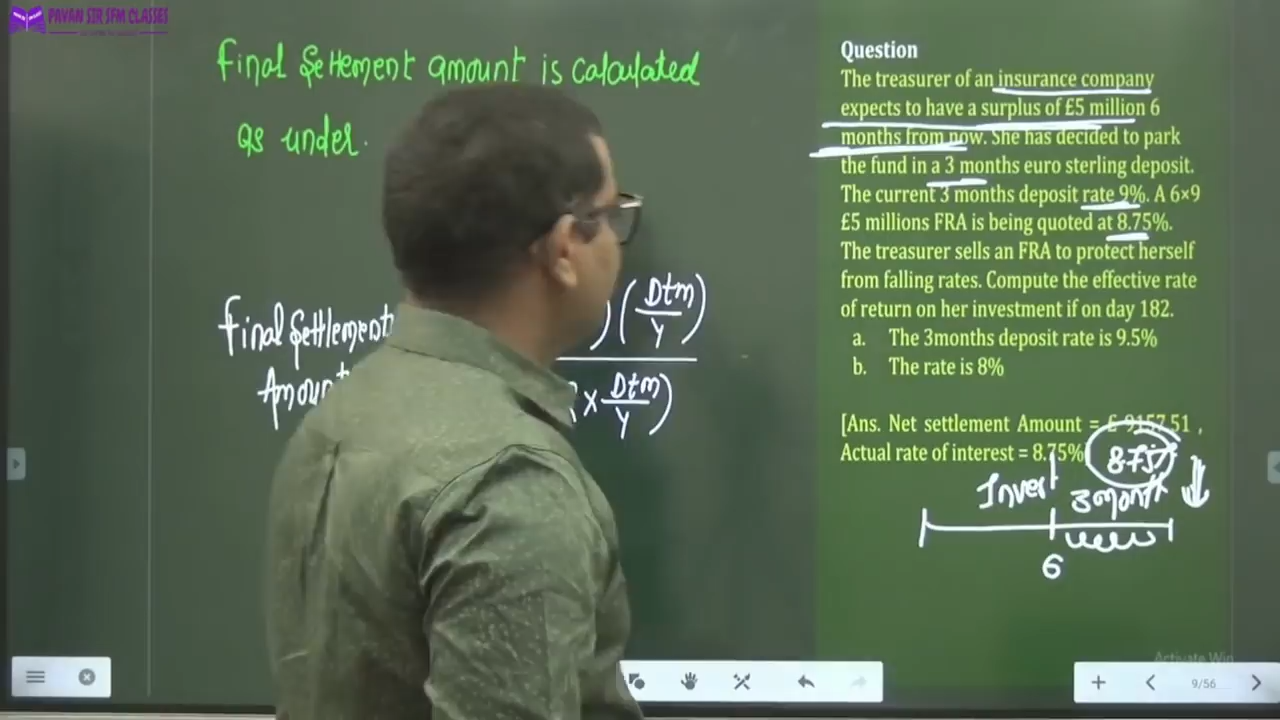 PAVAN SIR SFM CLASSES
Final settlement amount is calculated
as under.
Final Settlement
Amount
) (Dtm
Y)
× Dtm
Y)
Question
The treasurer of an insurance company
expects to have a surplus of £5 million 6
months from now. She has decided to park
the fund in a 3 months euro sterling deposit.
The current 3 months deposit rate 9%. A 6×9
£5 millions FRA is being quoted at 8.75%.
The treasurer sells an FRA to protect herself
from falling rates. Compute the effective rate
of return on her investment if on day 182.
a. The 3months deposit rate is 9.5%
b. The rate is 8%
[Ans. Net settlement Amount = £ 9157.51 ,
Actual rate of interest = 8.75%
8.75%
Invest 3 month
6
Activate Win
9/56